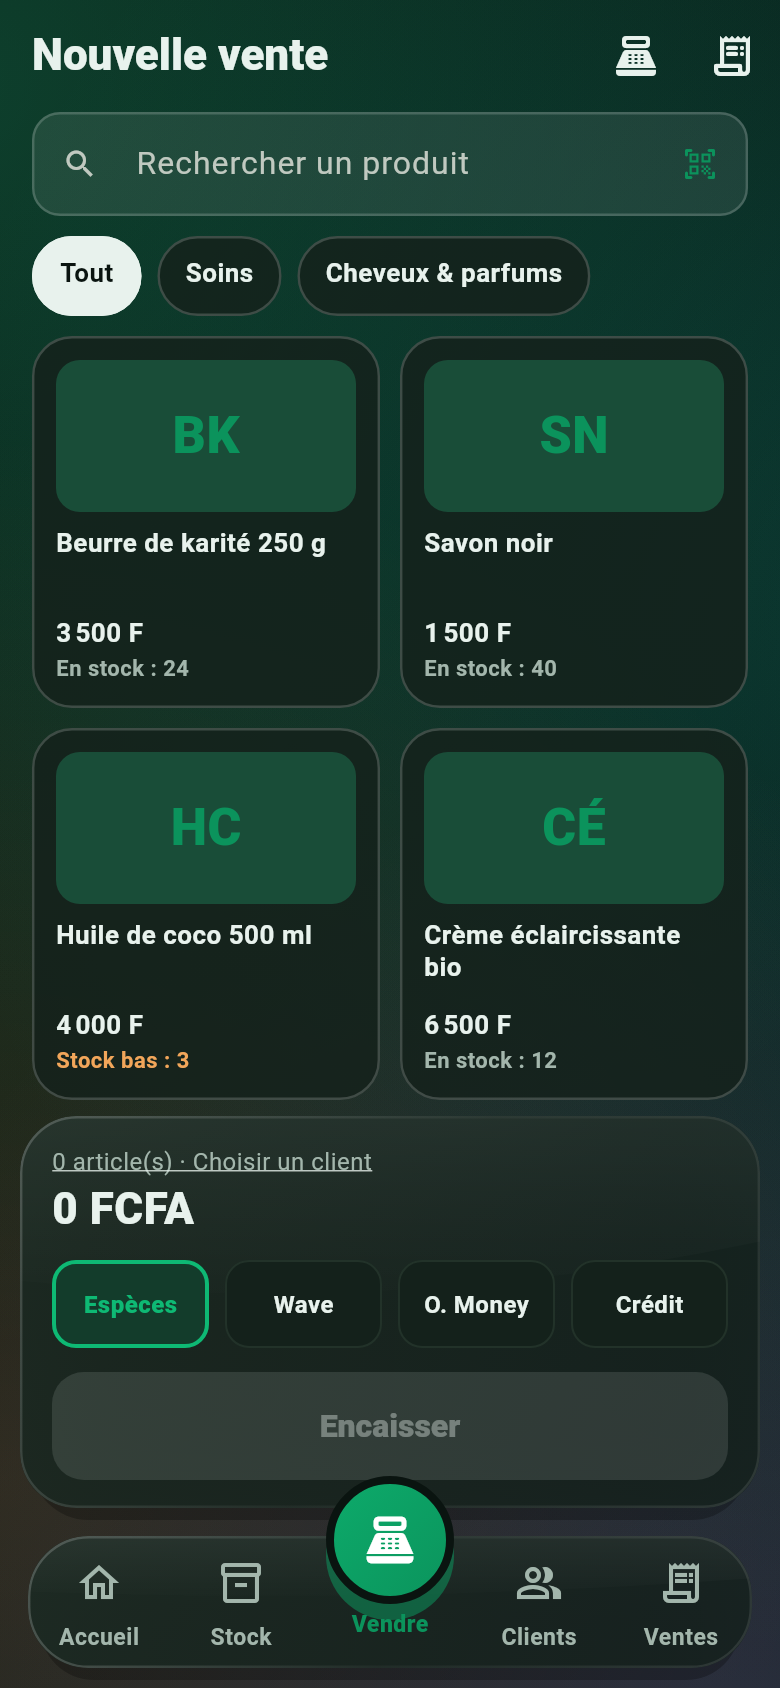 Nouvelle vente
Rechercher un produit
Tout
Soins
Cheveux & parfums
BK
Beurre de karité 250 g
3 500 F
En stock : 24
SN
Savon noir
1 500 F
En stock : 40
HC
Huile de coco 500 ml
4 000 F
Stock bas : 3
CÉ
Crème éclaircissante
bio
6 500 F
En stock : 12
0 article(s) · Choisir un client
0 FCFA
Espèces
Wave
O. Money
Crédit
Encaisser
Accueil
Stock
Vendre
Clients
Ventes